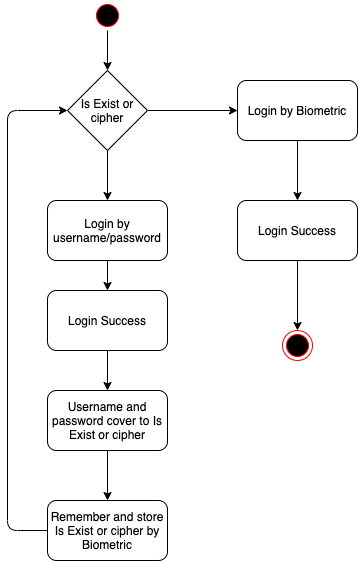 Is Exist or
cipher
Login by Biometric
Login by
username/password
Login Success
Login Success
Username and
password cover to Is
Exist or cipher
Remember and store
Is Exist or cipher by
Biometric